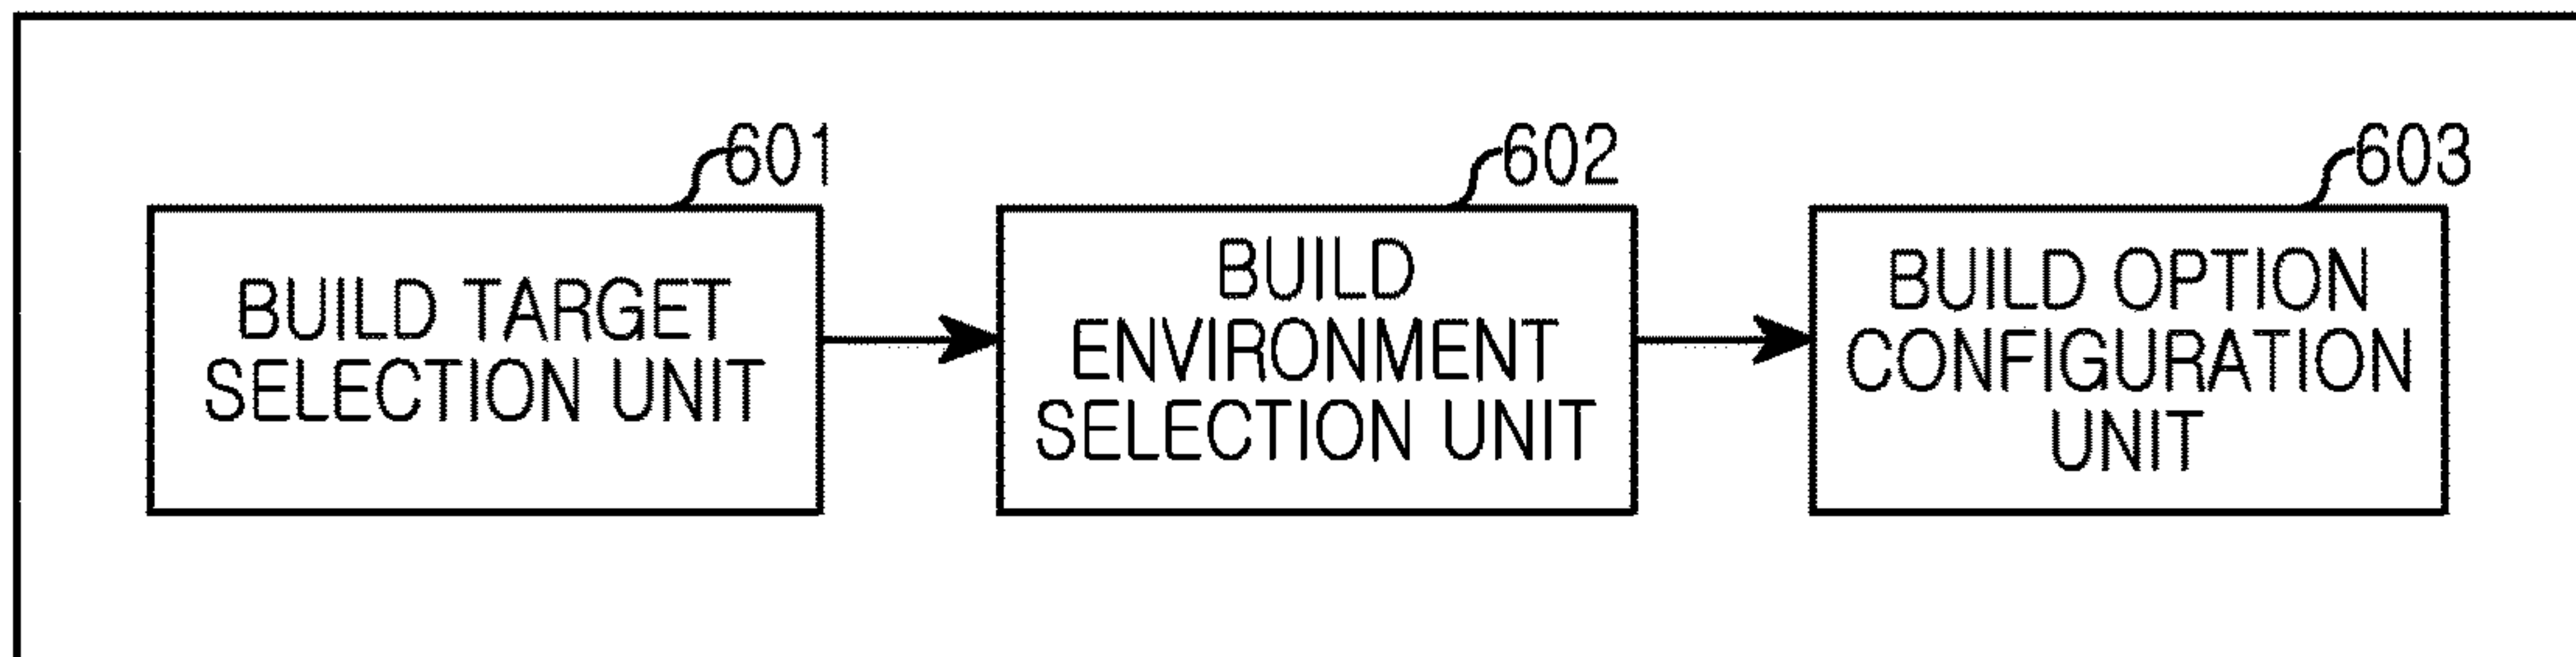 601
602
603
BUILD TARGET
SELECTION UNIT
BUILD
ENVIRONMENT
SELECTION UNIT
BUILD OPTION
CONFIGURATION
UNIT